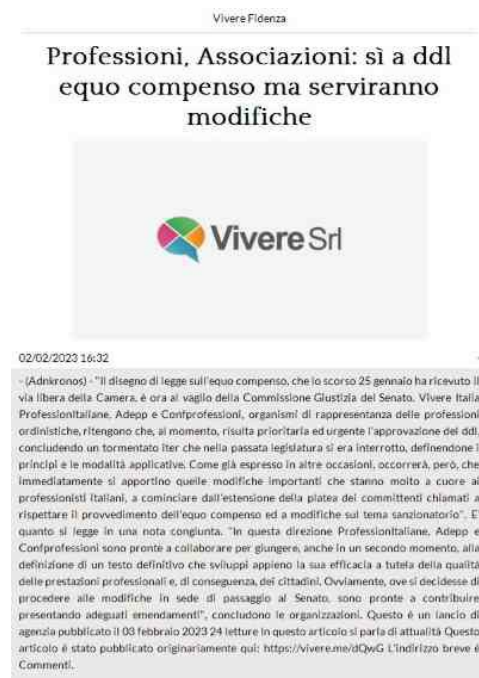 Vivere Fidenza
Professioni, Associazioni: sì a ddl
equo compenso ma serviranno
modifiche
Vivere Srl
02/02/2023 16:32
- (Adnkronos) - "Il disegno di legge sull'equo compenso, che lo scorso 25 gennaio ha ricevuto il
via libera della Camera, è ora al vaglio della Commissione Giustizia del Senato. Vivere Italia
ProfessionItaliane, Adepp e Confprofessioni, organismi di rappresentanza delle professioni
ordinistiche, ritengono che, al momento, risulta prioritaria ed urgente l'approvazione del ddl,
concludendo un tormentato iter che nella passata legislatura si era interrotto, definendone i
principi e le modalità applicative. Come già espresso in altre occasioni, occorrerà, però, che
immediatamente si apportino quelle modifiche importanti che stanno molto a cuore ai
professionisti italiani, a cominciare dall'estensione della platea dei committenti chiamati a
rispettare il provvedimento dell'equo compenso ed a modifiche sul tema sanzionatorio". E'
quanto si legge in una nota congiunta. "In questa direzione ProfessionItaliane, Adepp e
Confprofessioni sono pronte a collaborare per giungere, anche in un secondo momento, alla
definizione di un testo definitivo che sviluppi appieno la sua efficacia a tutela della qualità
delle prestazioni professionali e, di conseguenza, dei cittadini. Ovviamente, ove si decidesse di
procedere alle modifiche in sede di passaggio al Senato, sono pronte a contribuire
presentando adeguati emendamenti", concludono le organizzazioni. Questo è un lancio di
agenzia pubblicato il 03 febbraio 2023 24 letture In questo articolo si parla di attualità Questo
articolo è stato pubblicato originariamente qui: https://vivere.me/dQwG L'indirizzo breve è
Commenti.